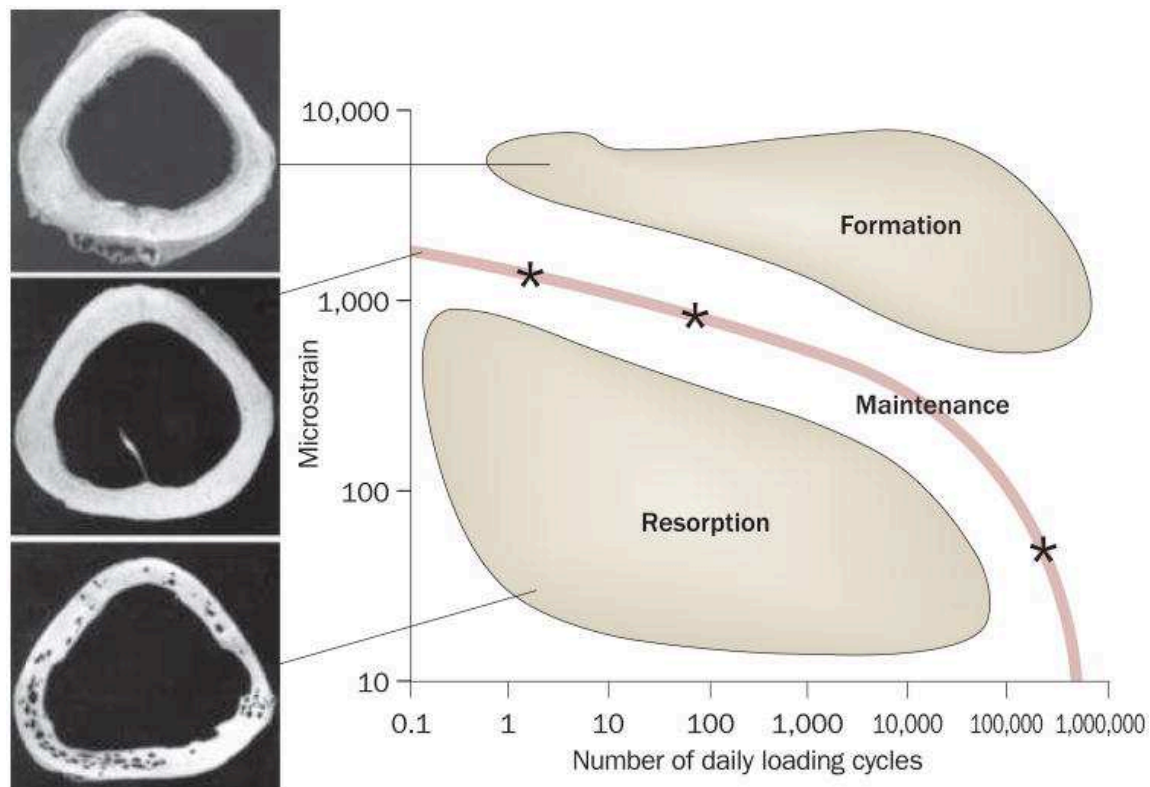 10,000
1,000
100
10
Microstrain
Formation
Maintenance
Resorption
*
*
*
0.1 1 10 100 1,000 10,000 100,000 1,000,000
Number of daily loading cycles